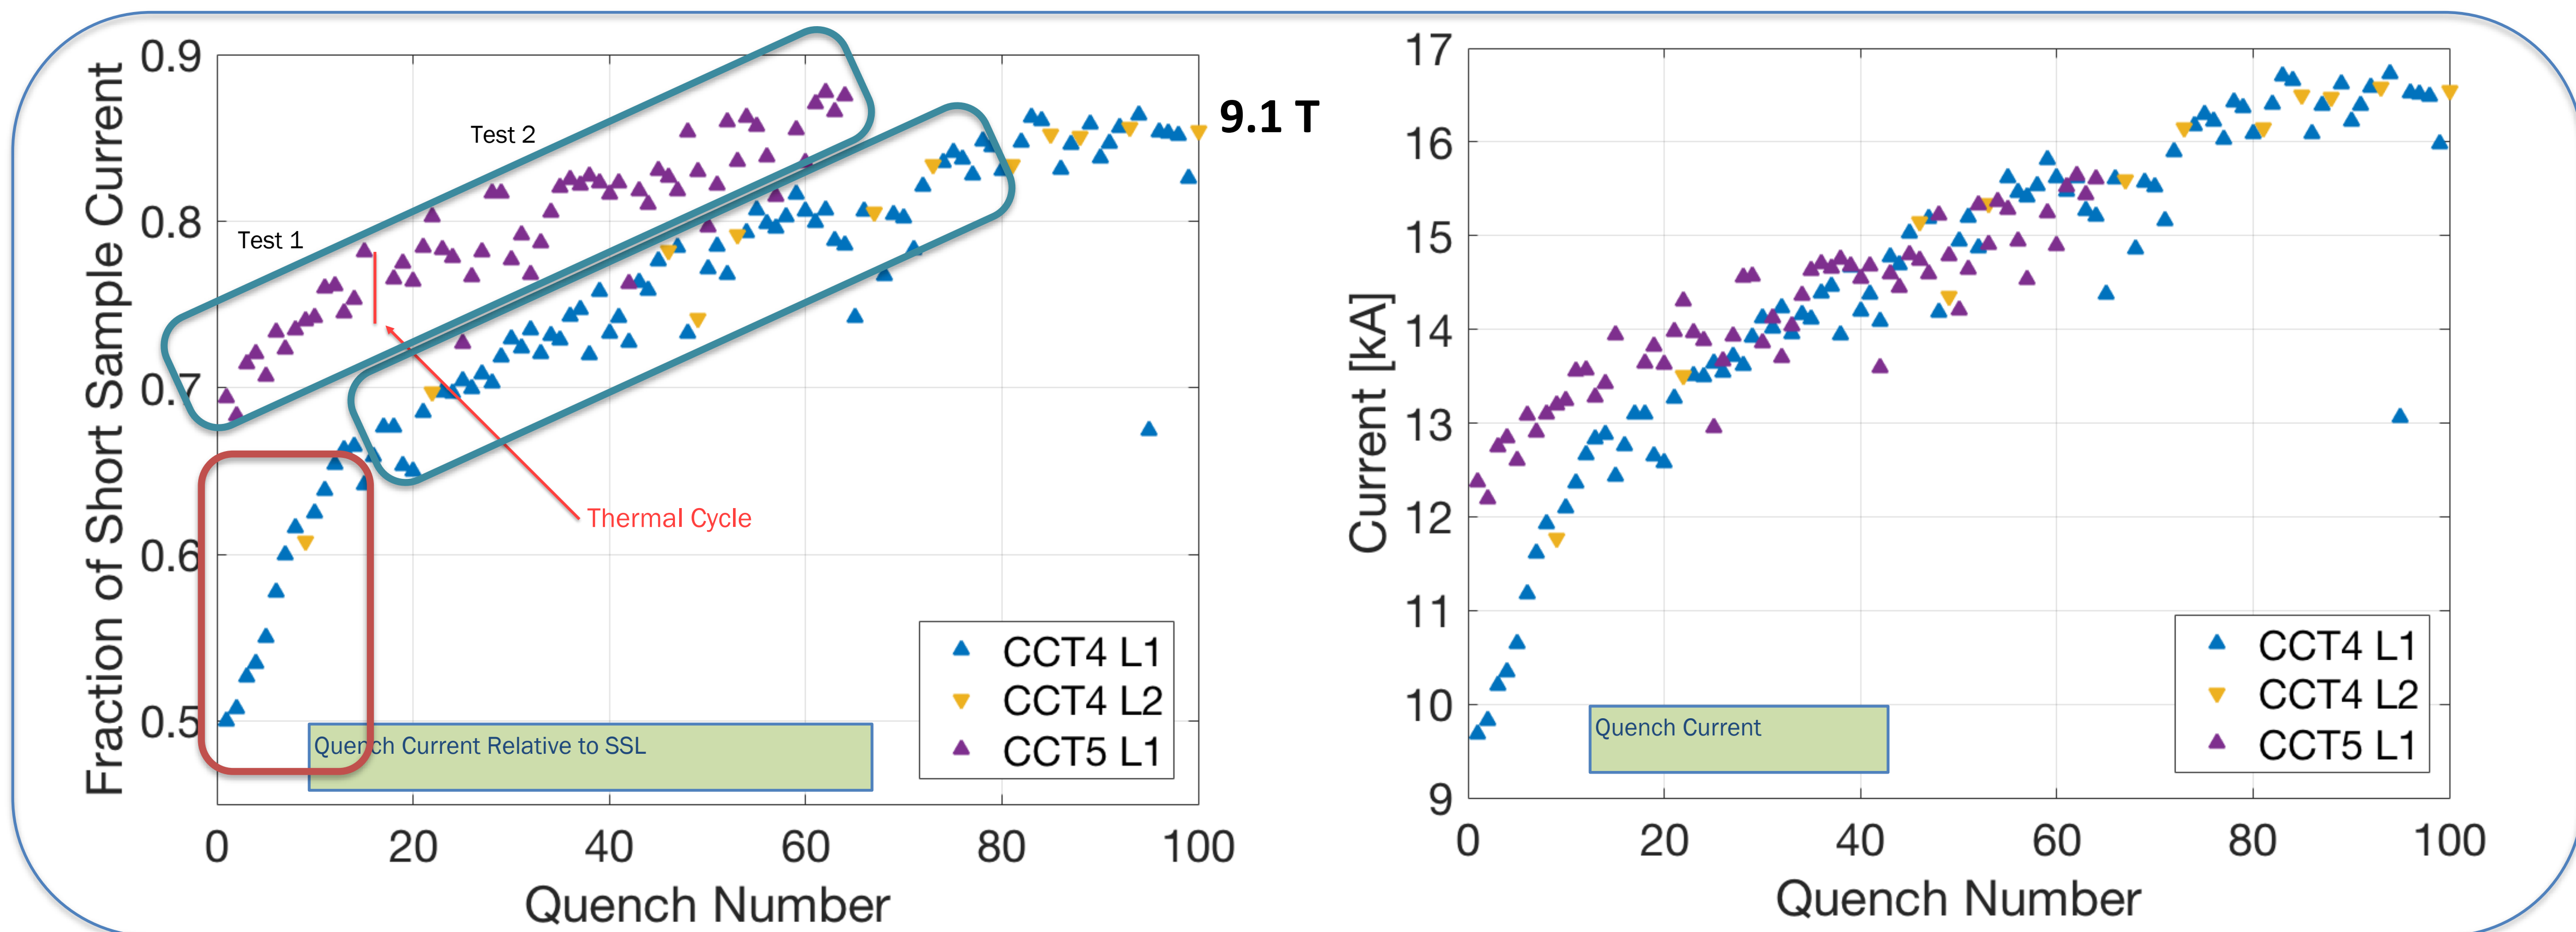 Fraction of Short Sample Current
0.9
0.8
0.7
0.6
0.5
Test 2
Test 1
9.1 T
Thermal Cycle
CCT4 L1
CCT4 L2
CCT5 L1
Quench Current Relative to SSL
0 20 40 60 80 100
Quench Number
Current [kA]
17
16
15
14
13
12
11
10
9
CCT4 L1
CCT4 L2
CCT5 L1
Quench Current
0 20 40 60 80 100
Quench Number